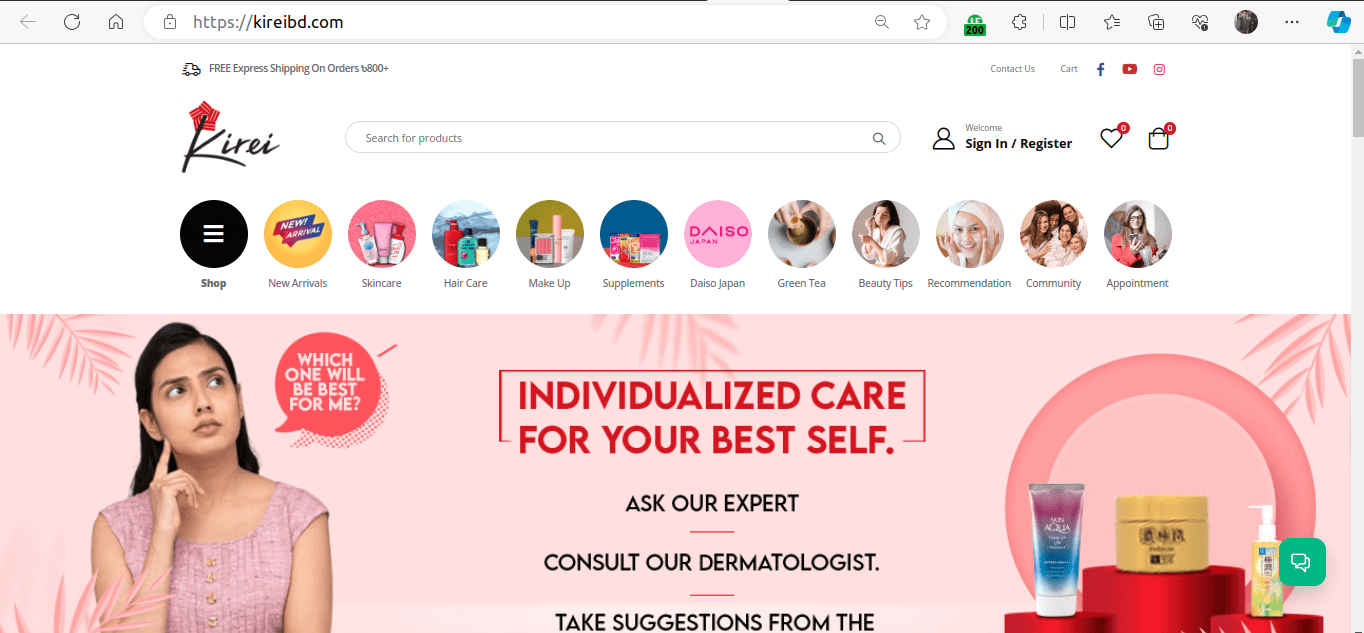 https://kireibd.com
200
FREE Express Shipping On Orders ৳800+
Contact Us
Cart
Kirei
Search for products
Welcome
Sign In / Register
0
0
NEW!
ARRIVAL
DAISO
JAPAN
Shop
New Arrivals
Skincare
Hair Care
Make Up
Supplements
Daiso Japan
Green Tea
Beauty Tips
Recommendation
Community
Appointment
WHICH
ONE WILL
BE BEST
FOR ME?
INDIVIDUALIZED CARE
FOR YOUR BEST SELF.
ASK OUR EXPERT
CONSULT OUR DERMATOLOGIST.
TAKE SUGGESTIONS FROM THE
SKIN
AQUA
TONE UP
UV